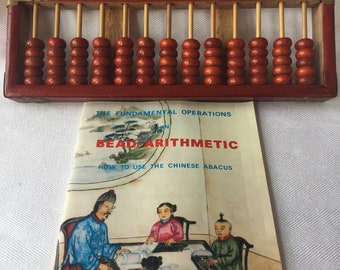 THE FUNDAMENTAL OPERATIONS
IN
BEAD ARITHMETIC
HOW TO USE THE CHINESE ABACUS